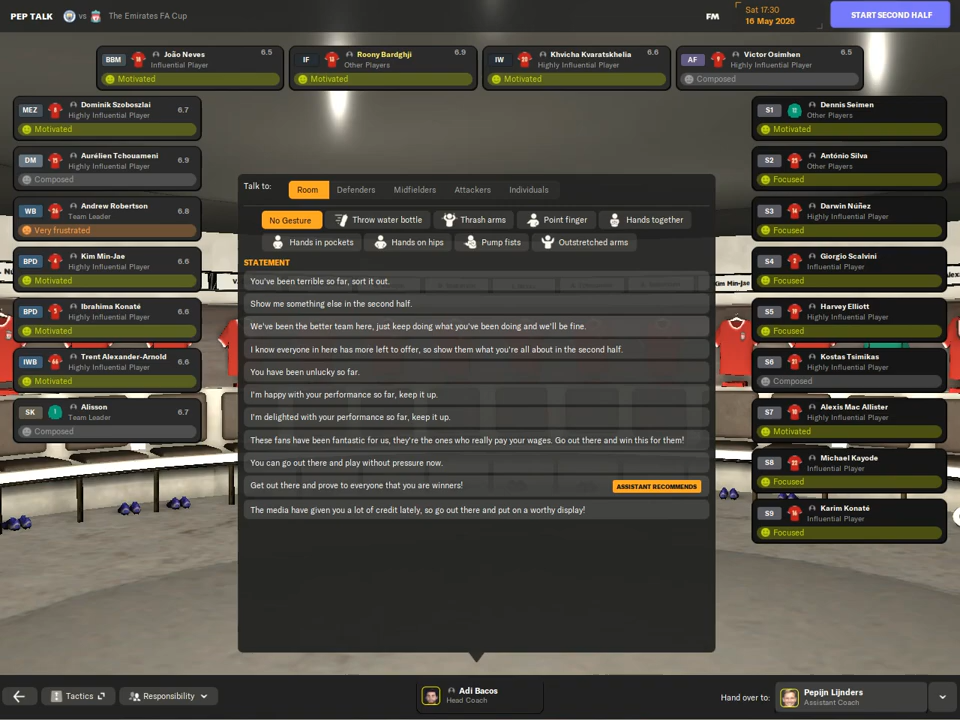 PEP TALK vs The Emirates FA Cup
FM
Sat 17:30
16 May 2026
START SECOND HALF
BBM João Neves 6.5
Influential Player
Motivated
IF Roony Bardghji 6.9
Other Players
Motivated
IW Khvicha Kvaratskhelia 6.6
Highly Influential Player
Motivated
AF Victor Osimhen 6.5
Highly Influential Player
Composed
MEZ Dominik Szoboszlai 6.7
Highly Influential Player
Motivated
DM Aurélien Tchouameni 6.9
Highly Influential Player
Composed
WB Andrew Robertson 6.8
Team Leader
Very frustrated
BPD Kim Min-Jae 6.6
Highly Influential Player
Motivated
BPD Ibrahima Konaté 6.6
Highly Influential Player
Motivated
IWB Trent Alexander-Arnold 6.6
Highly Influential Player
Motivated
SK Alisson 6.7
Team Leader
Composed
Talk to: Room Defenders Midfielders Attackers Individuals
No Gesture Throw water bottle Thrash arms Point finger Hands together
Hands in pockets Hands on hips Pump fists Outstretched arms
STATEMENT
You've been terrible so far, sort it out.
Show me something else in the second half.
We've been the better team here, just keep doing what you've been doing and we'll be fine.
I know everyone in here has more left to offer, so show them what you're all about in the second half.
You have been unlucky so far.
I'm happy with your performance so far, keep it up.
I'm delighted with your performance so far, keep it up.
These fans have been fantastic for us, they're the ones who really pay your wages. Go out there and win this for them!
You can go out there and play without pressure now.
Get out there and prove to everyone that you are winners! ASSISTANT RECOMMENDS
The media have given you a lot of credit lately, so go out there and put on a worthy display!
S1 Dennis Seimen
Other Players
Motivated
S2 António Silva
Other Players
Focused
S3 Darwin Núñez
Influential Player
Focused
S4 Giorgio Scalvini
Influential Player
Focused
S5 Harvey Elliott
Influential Player
Focused
S6 Kostas Tsimikas
Highly Influential Player
Composed
S7 Alexis Mac Allister
Highly Influential Player
Motivated
S8 Michael Kayode
Influential Player
Focused
S9 Karim Konaté
Influential Player
Focused
Kim Min-Jae
Tactics Responsibility
Adi Bacos
Head Coach
Hand over to: Pepijn Lijnders
Assistant Coach